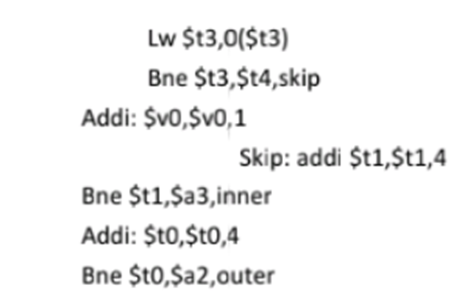 Lw $t3,0($t3)
Bne $t3,$t4,skip
Addi: $v0,$v0,1
Skip: addi $t1,$t1,4
Bne $t1,$a3,inner
Addi: $t0,$t0,4
Bne $t0,$a2,outer